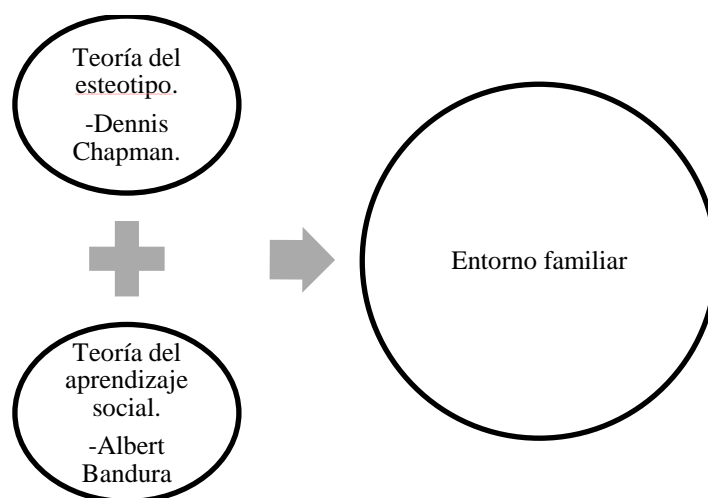 Teoría del
esteotipo.
-Dennis
Chapman.
Teoría del
aprendizaje
social.
-Albert
Bandura
Entorno familiar